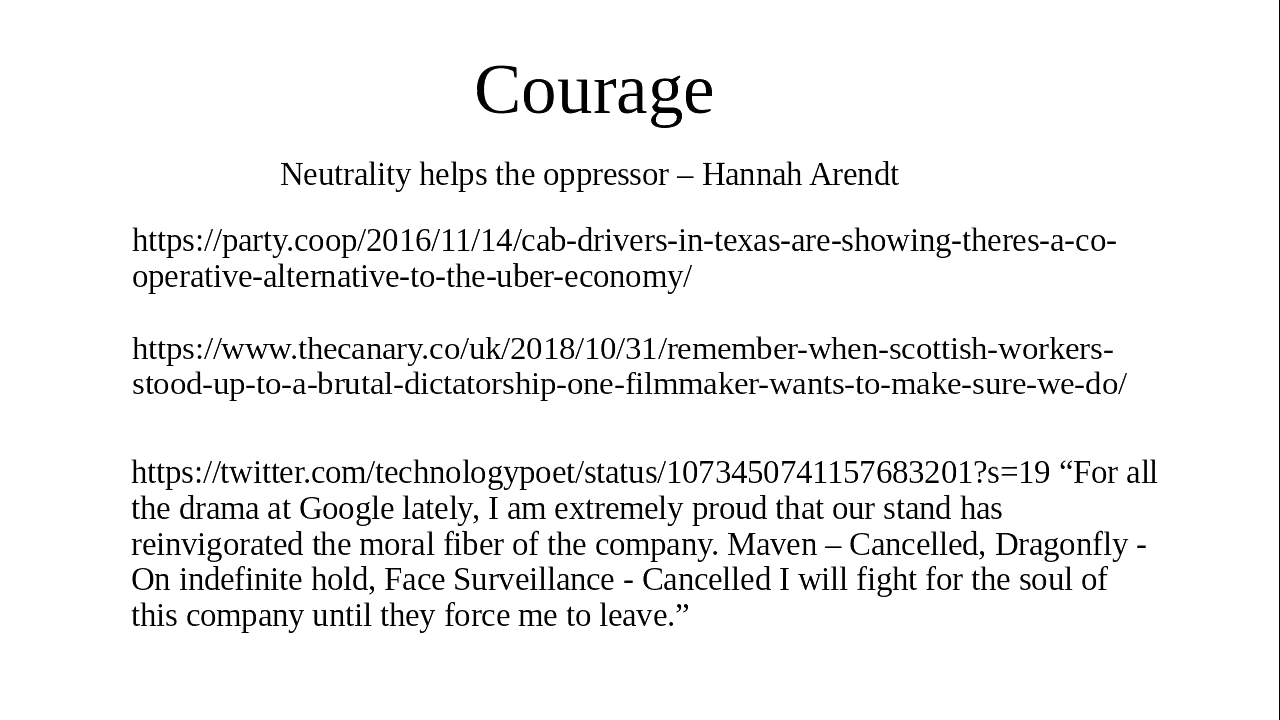 Courage
Neutrality helps the oppressor – Hannah Arendt
https://party.coop/2016/11/14/cab-drivers-in-texas-are-showing-theres-a-co-
operative-alternative-to-the-uber-economy/
https://www.thecanary.co/uk/2018/10/31/remember-when-scottish-workers-
stood-up-to-a-brutal-dictatorship-one-filmmaker-wants-to-make-sure-we-do/
https://twitter.com/technologypoet/status/1073450741157683201?s=19 “For all
the drama at Google lately, I am extremely proud that our stand has
reinvigorated the moral fiber of the company. Maven – Cancelled, Dragonfly -
On indefinite hold, Face Surveillance - Cancelled I will fight for the soul of
this company until they force me to leave.”